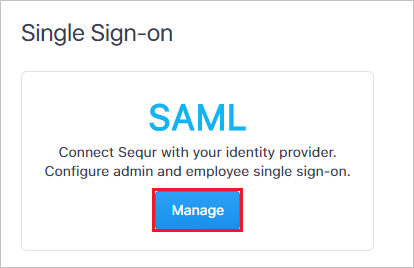 Single Sign-on
SAML
Connect Sequr with your identity provider.
Configure admin and employee single sign-on.
Manage